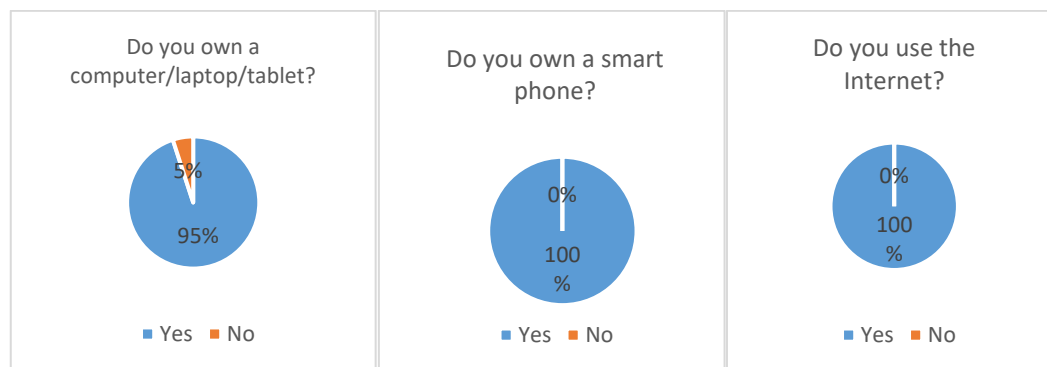 Do you own a
computer/laptop/tablet?
5%
95%
Yes No
Do you own a smart
phone?
0%
100
%
Yes No
Do you use the
Internet?
0%
100
%
Yes No